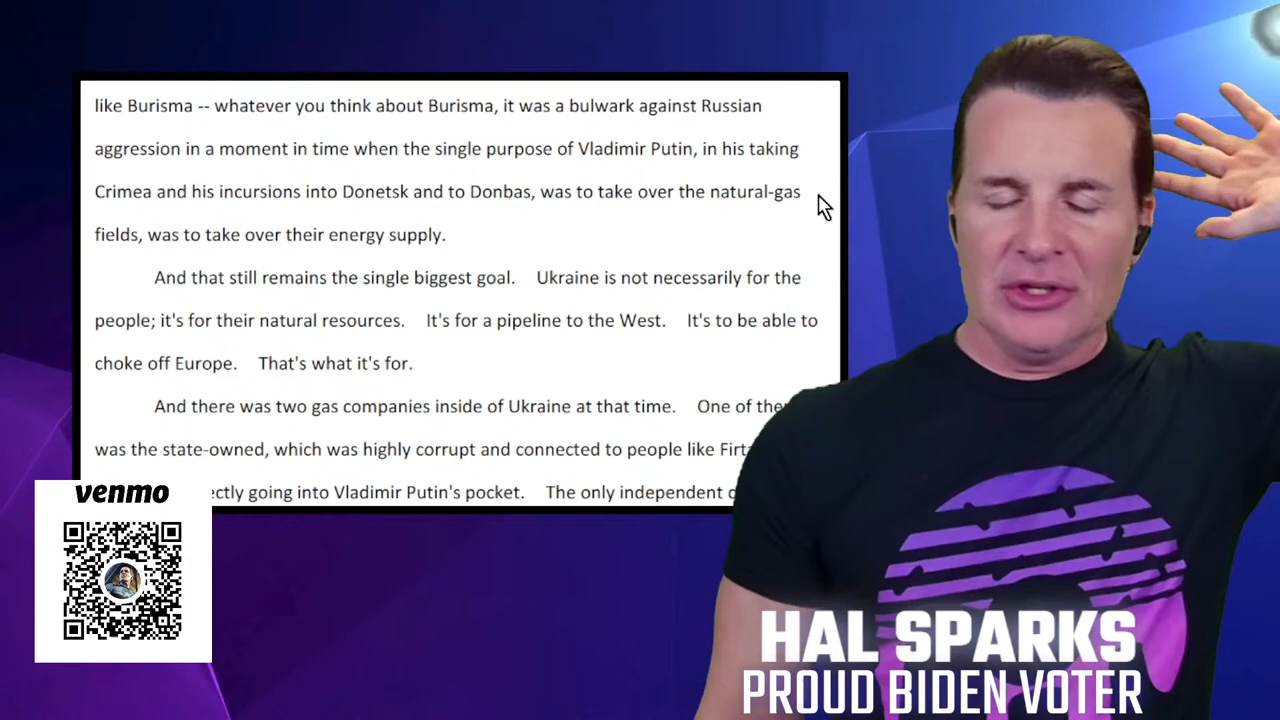 like Burisma -- whatever you think about Burisma, it was a bulwark against Russian
aggression in a moment in time when the single purpose of Vladimir Putin, in his taking
Crimea and his incursions into Donetsk and to Donbas, was to take over the natural-gas
fields, was to take over their energy supply.
And that still remains the single biggest goal. Ukraine is not necessarily for the
people; it's for their natural resources. It's for a pipeline to the West. It's to be able to
choke off Europe. That's what it's for.
And there was two gas companies inside of Ukraine at that time. One of
was the state-owned, which was highly corrupt and connected to people like
going into Vladimir Putin's pocket. The only independent
venmo
HAL SPARKS
PROUD BIDEN VOTER